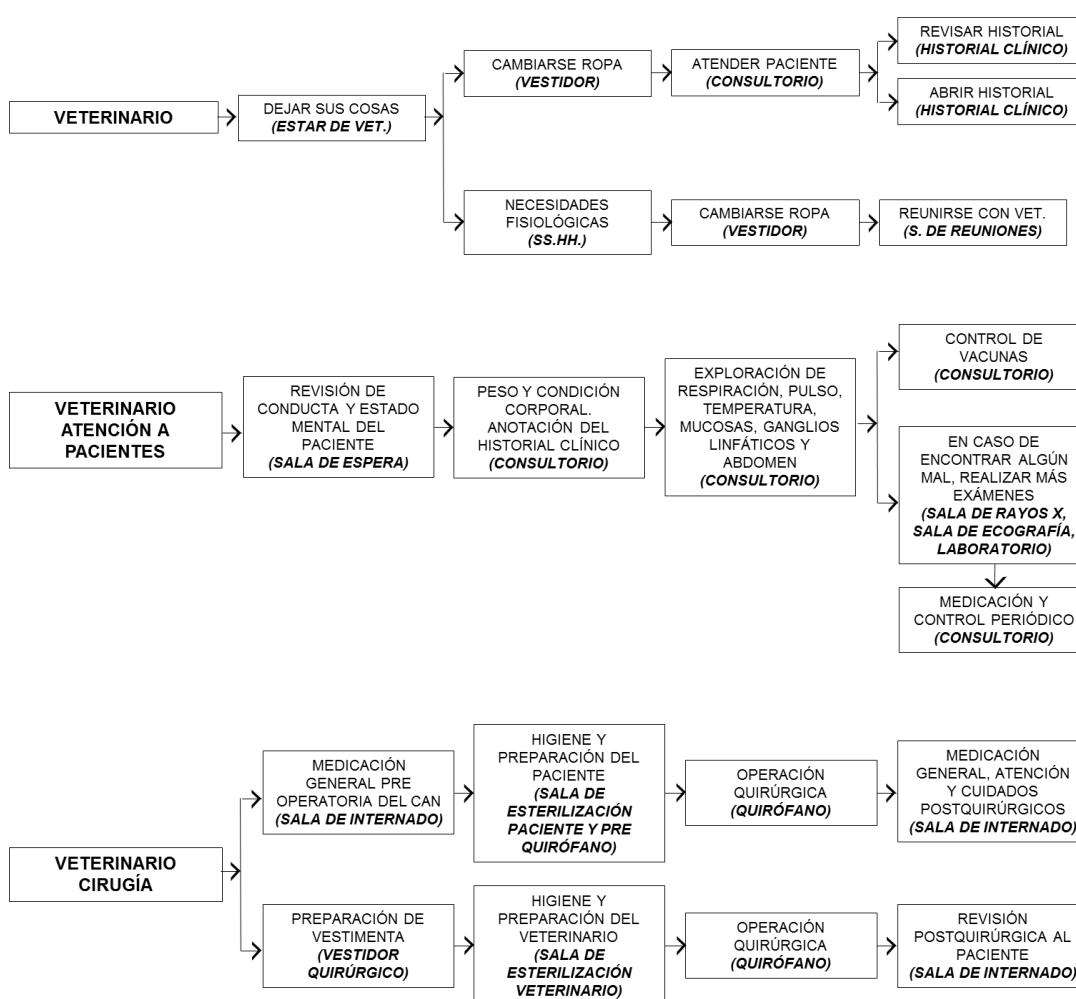 VETERINARIO
DEJAR SUS COSAS
(ESTAR DE VET.)
CAMBIARSE ROPA
(VESTIDOR)
ATENDER PACIENTE
(CONSULTORIO)
REVISAR HISTORIAL
(HISTORIAL CLÍNICO)
ABRIR HISTORIAL
(HISTORIAL CLÍNICO)
NECESIDADES
FISIOLÓGICAS
(SS.HH.)
CAMBIARSE ROPA
(VESTIDOR)
REUNIRSE CON VET.
(S. DE REUNIONES)
VETERINARIO
ATENCIÓN A
PACIENTES
REVISIÓN DE
CONDUCTA Y ESTADO
MENTAL DEL
PACIENTE
(SALA DE ESPERA)
PESO Y CONDICIÓN
CORPORAL.
ANOTACIÓN DEL
HISTORIAL CLÍNICO
(CONSULTORIO)
EXPLORACIÓN DE
RESPIRACIÓN, PULSO,
TEMPERATURA,
MUCOSAS, GANGLIOS
LINFÁTICOS Y
ABDOMEN
(CONSULTORIO)
CONTROL DE
VACUNAS
(CONSULTORIO)
EN CASO DE
ENCONTRAR ALGÚN
MAL, REALIZAR MÁS
EXÁMENES
(SALA DE RAYOS X,
SALA DE ECOGRAFÍA,
LABORATORIO)
MEDICACIÓN Y
CONTROL PERIÓDICO
(CONSULTORIO)
VETERINARIO
CIRUGÍA
MEDICACIÓN
GENERAL PRE
OPERATORIA DEL CAN
(SALA DE INTERNADO)
HIGIENE Y
PREPARACIÓN DEL
PACIENTE
(SALA DE
ESTERILIZACIÓN
PACIENTE Y PRE
QUIRÓFANO)
OPERACIÓN
QUIRÚRGICA
(QUIRÓFANO)
MEDICACIÓN
GENERAL, ATENCIÓN
Y CUIDADOS
POSTQUIRÚRGICOS
(SALA DE INTERNADO)
PREPARACIÓN DE
VESTIMENTA
(VESTIDOR
QUIRÚRGICO)
HIGIENE Y
PREPARACIÓN DEL
VETERINARIO
(SALA DE
ESTERILIZACIÓN
VETERINARIO)
OPERACIÓN
QUIRÚRGICA
(QUIRÓFANO)
REVISIÓN
POSTQUIRÚRGICA AL
PACIENTE
(SALA DE INTERNADO)